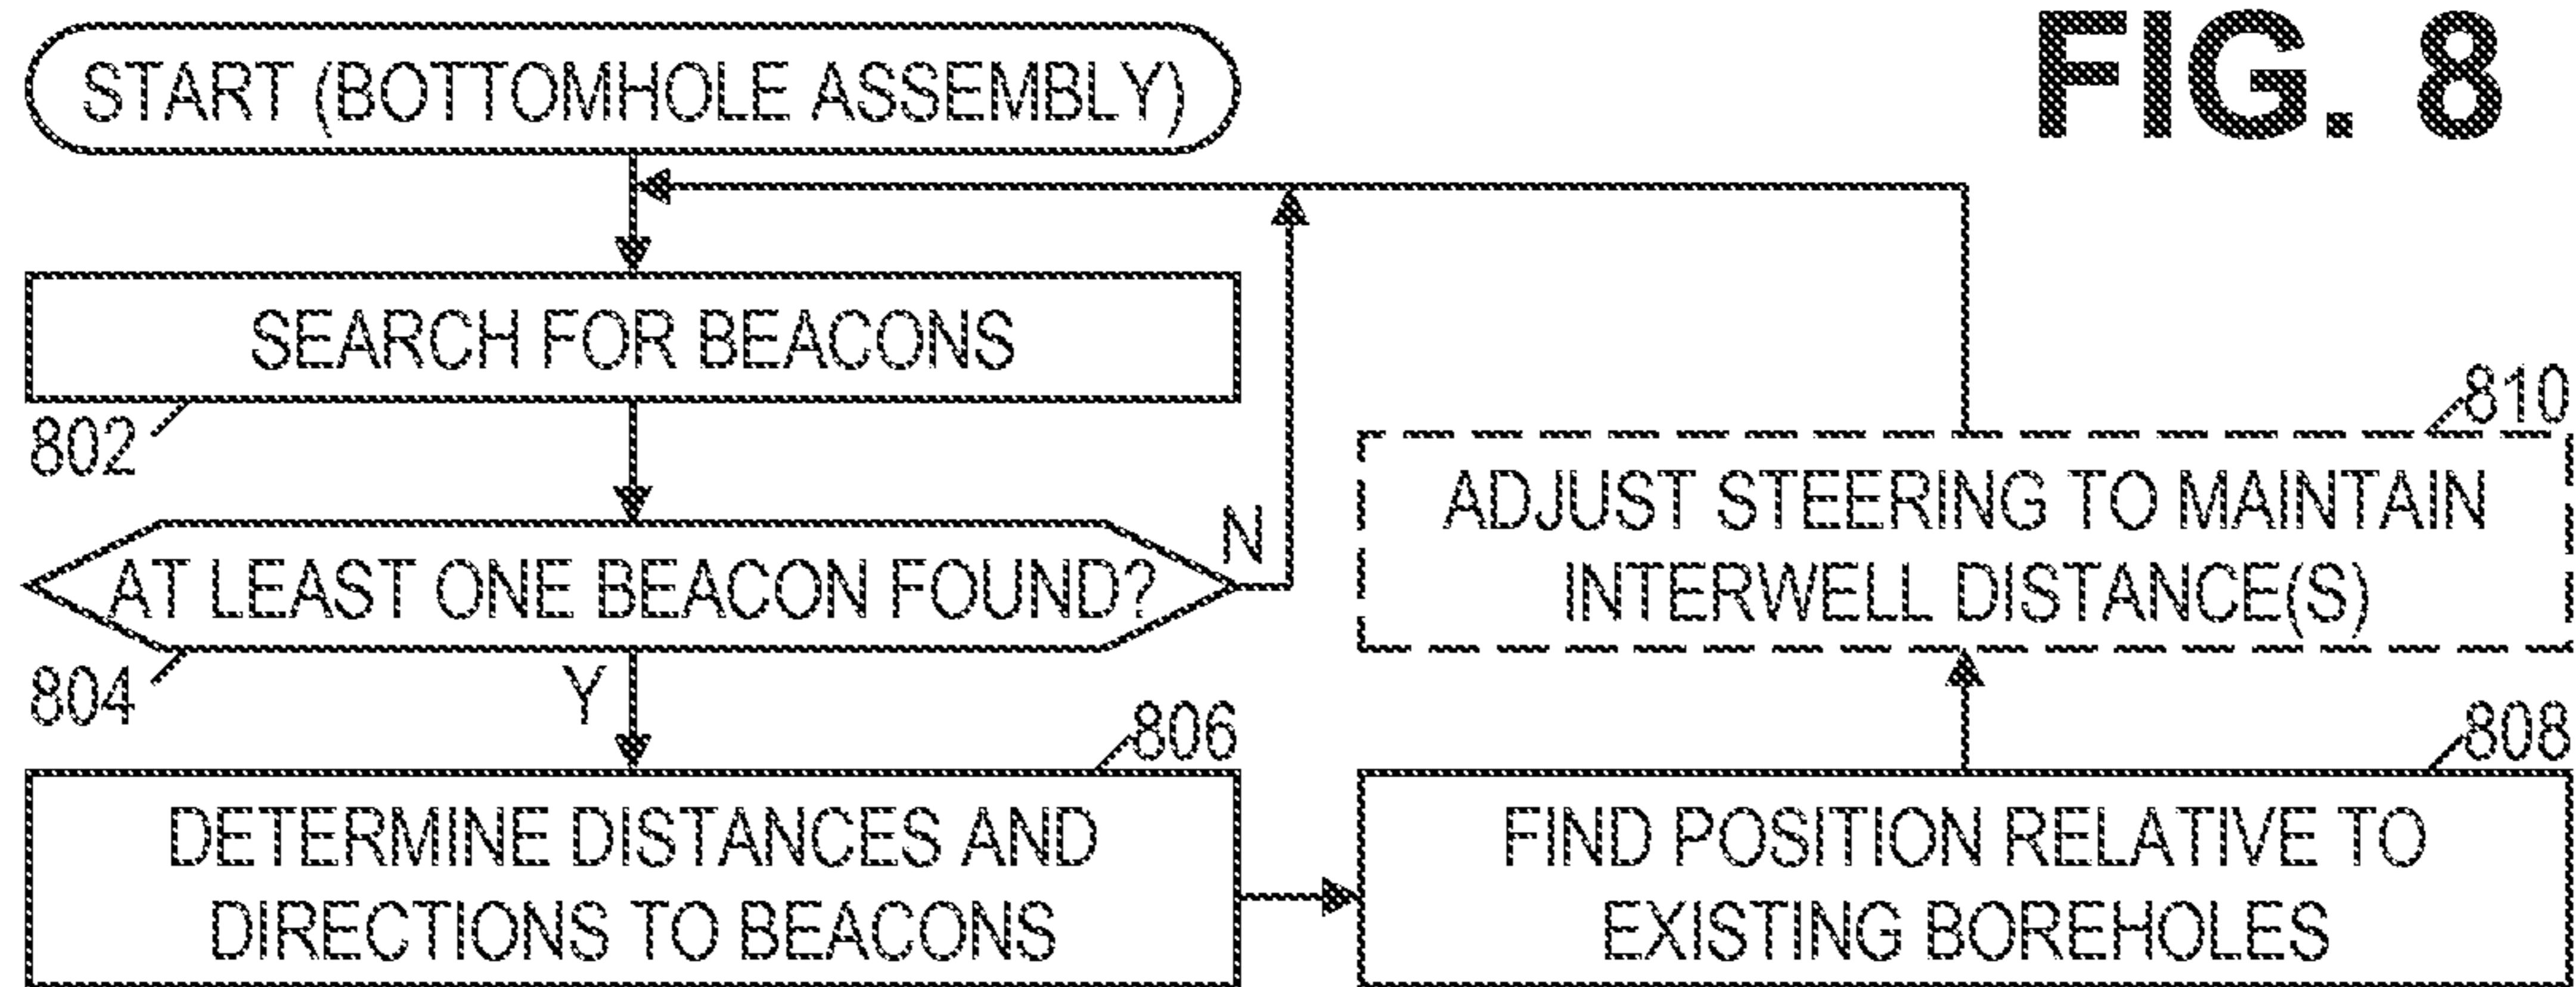 FIG. 8
START (BOTTOMHOLE ASSEMBLY)
SEARCH FOR BEACONS
802
AT LEAST ONE BEACON FOUND?
N
804
Y
806
DETERMINE DISTANCES AND
DIRECTIONS TO BEACONS
808
FIND POSITION RELATIVE TO
EXISTING BOREHOLES
810
ADJUST STEERING TO MAINTAIN
INTERWELL DISTANCE(S)